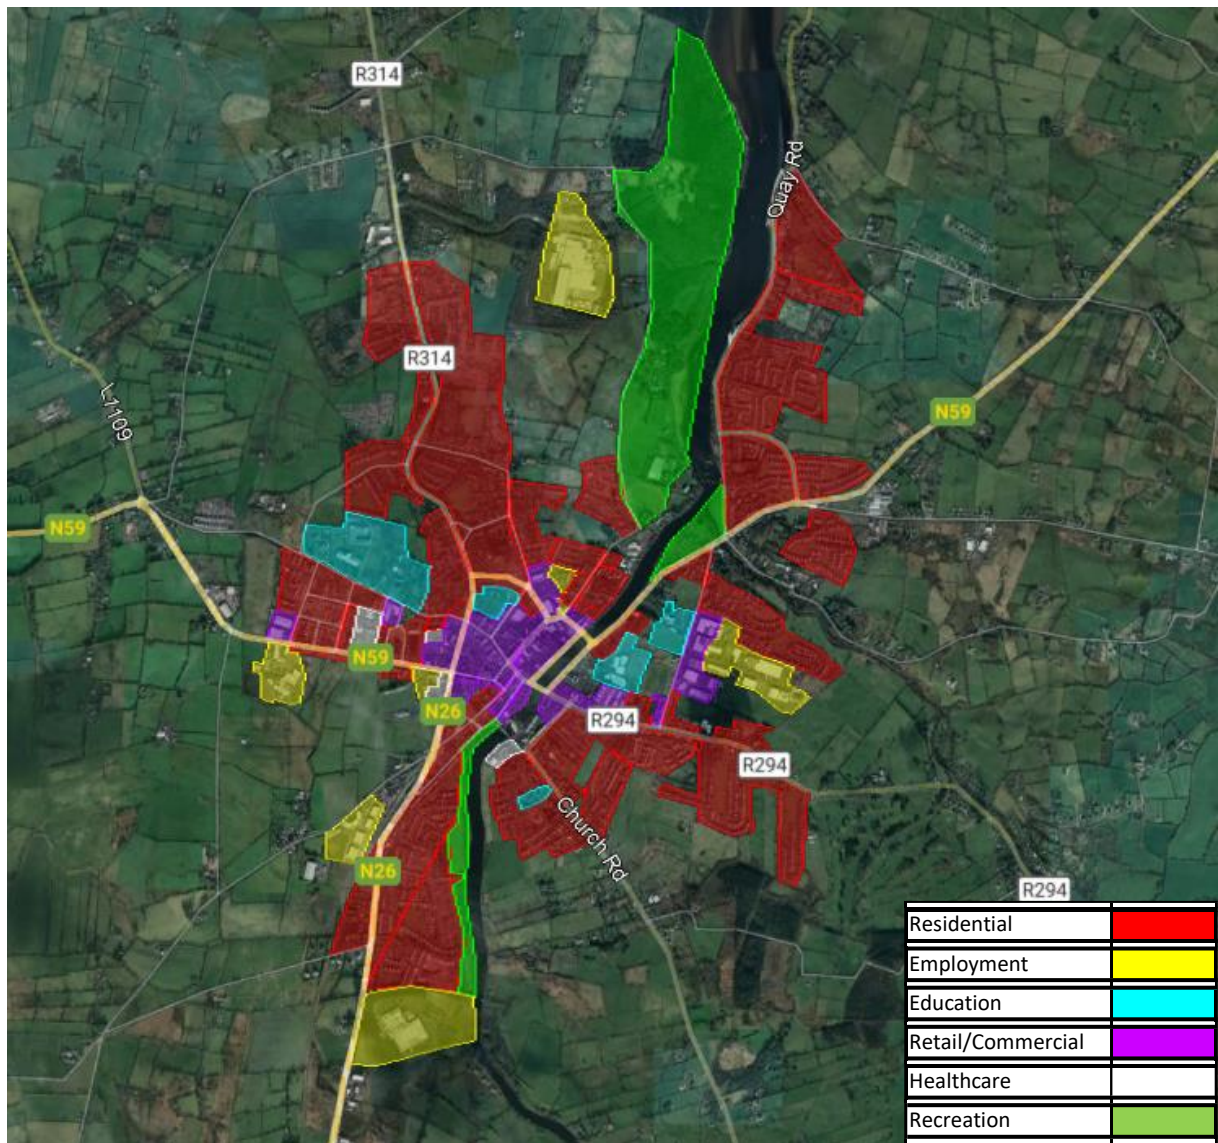 R314
Quay Rd
R314
L1109
N59
N59
N59
N26
R294
R294
Church Rd
N26
R294
Residential
Employment
Education
Retail/Commercial
Healthcare
Recreation